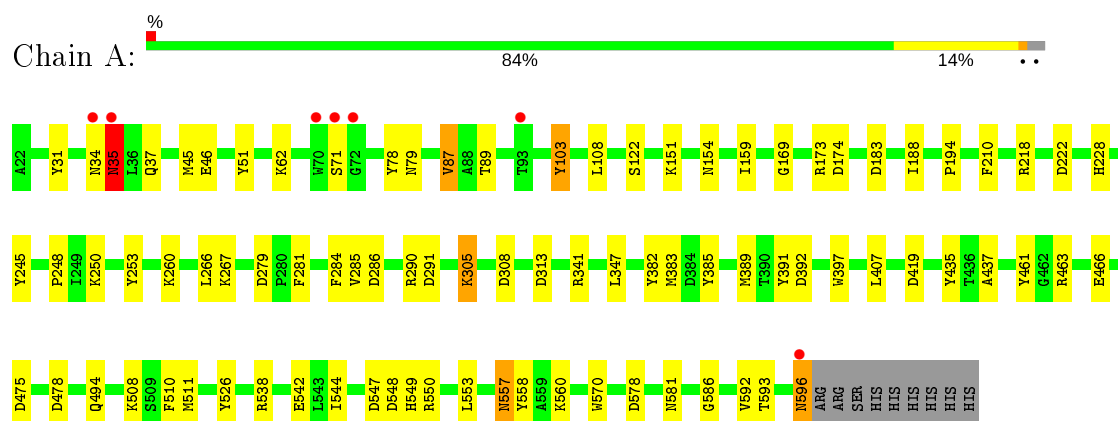 %
Chain A:
84% 14% • •
A22 Y31 N34 N35 L36 Q37 M45 E46 Y51 K62 W70 S71 G72 Y78 N79 V87 A88 T89 T93 Y103 L108 S122 K151 N154 I159 G169 R173 D174 D183 I188 P194 F210 R218 D222 H228
Y245 P248 I249 K250 Y253 K260 L266 K267 D279 P280 F281 F284 V285 D286 R290 D291 K305 D308 D313 R341 L347 Y382 M383 D384 Y385 M389 T390 Y391 D392 W397 L407 D419 Y435 T436 A437 Y461 G462 R463 E466
D475 D478 Q494 K508 S509 F510 M511 Y526 R538 E542 L543 I544 D547 D548 H549 R550 L553 N557 Y558 A559 K560 W570 D578 N581 G586 V592 T593 N596 ARG ARG SER HIS HIS HIS HIS HIS HIS